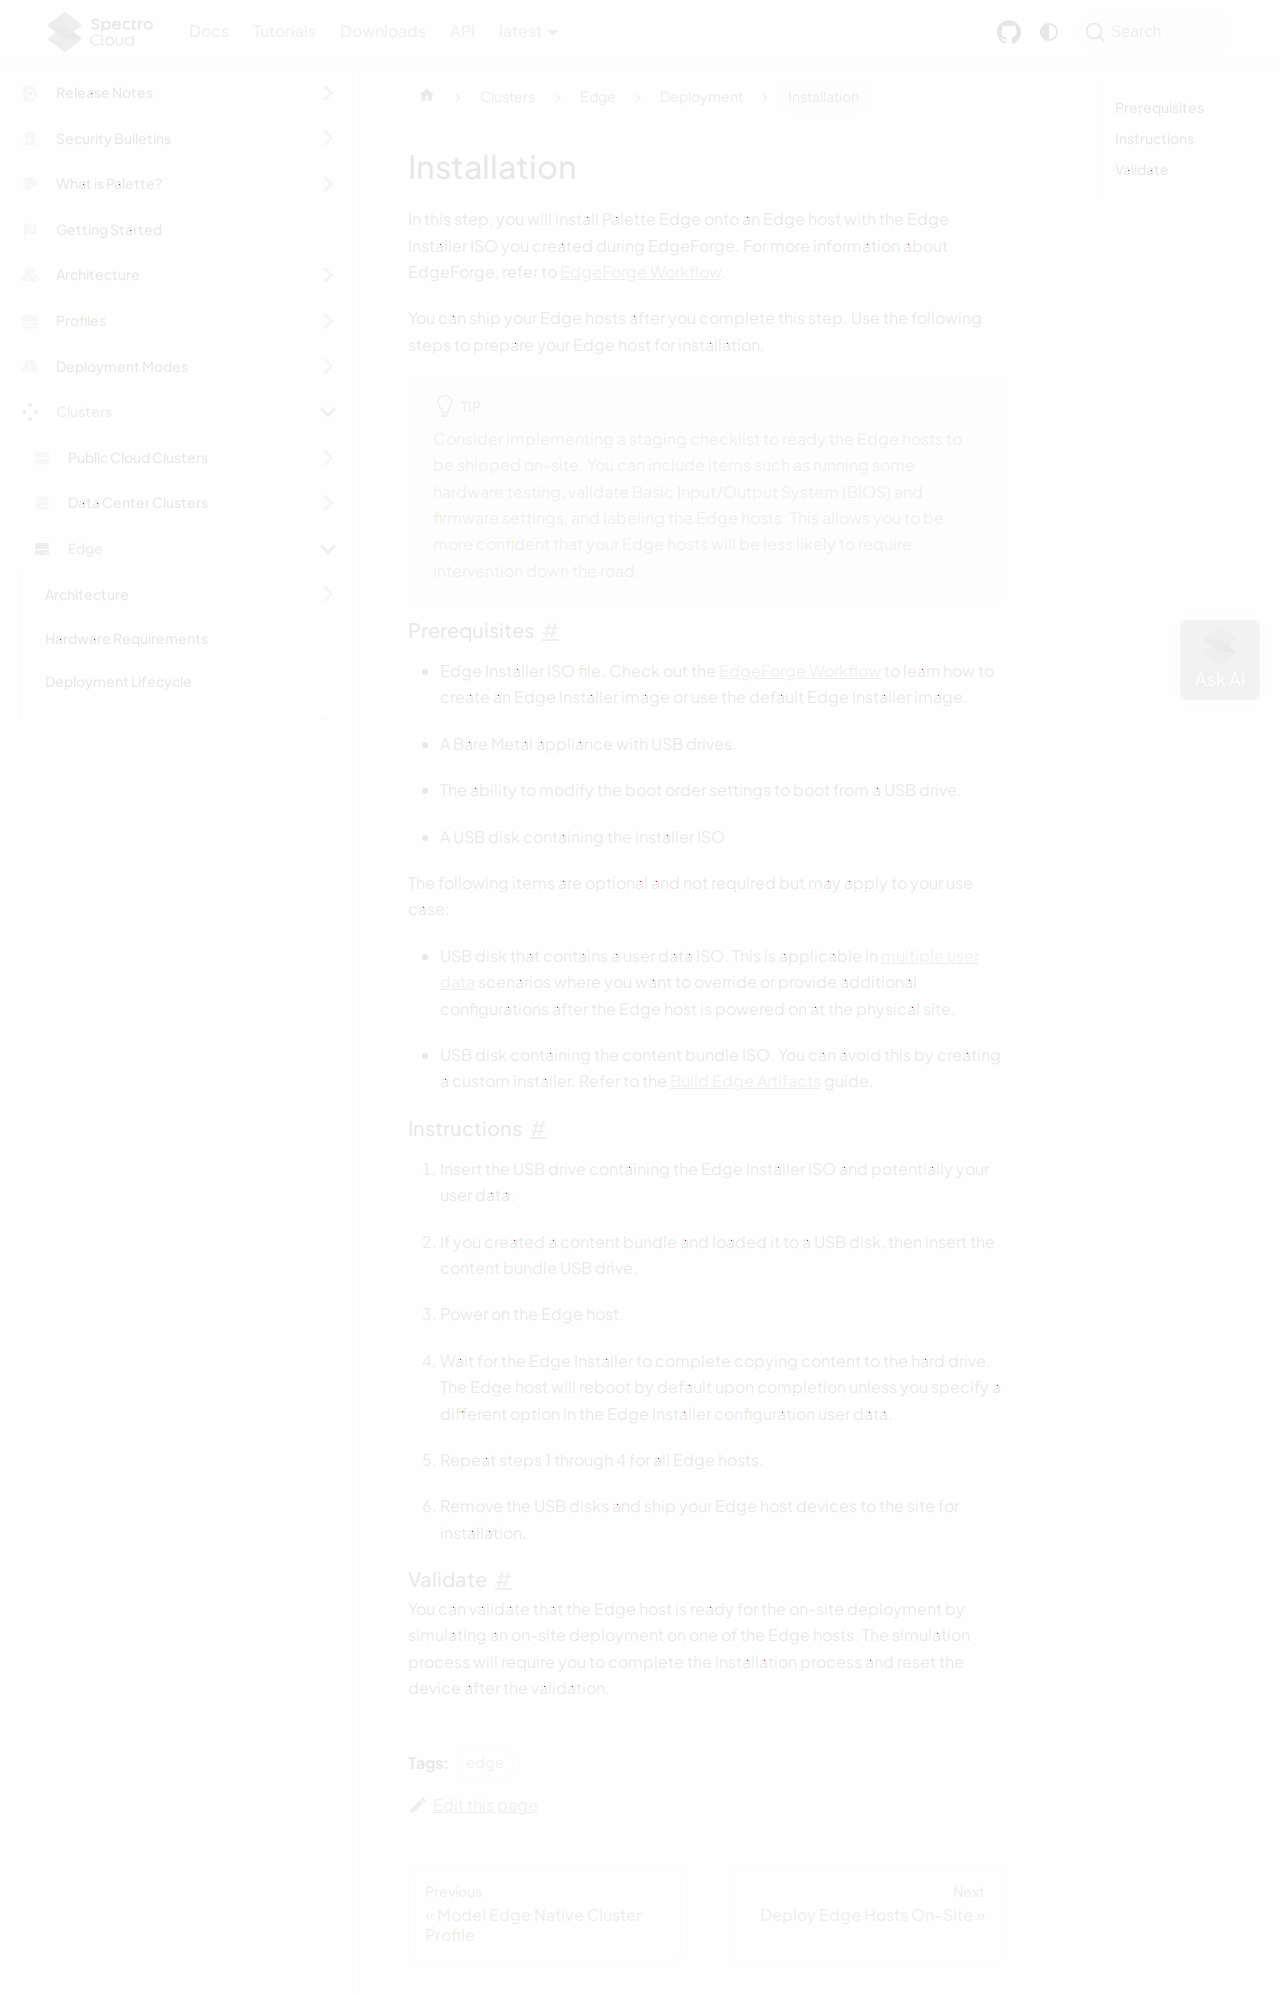 Spectro
Cloud
Docs
Tutorials
Downloads
API
latest
Search
Release Notes
Security Bulletins
What is Palette?
Getting Started
Architecture
Profiles
Deployment Modes
Clusters
Public Cloud Clusters
Data Center Clusters
Edge
Architecture
Hardware Requirements
Deployment Lifecycle
Clusters
Edge
Deployment
Installation
Installation
In this step, you will install Palette Edge onto an Edge host with the Edge
Installer ISO you created during EdgeForge. For more information about
EdgeForge, refer to EdgeForge Workflow.
You can ship your Edge hosts after you complete this step. Use the following
steps to prepare your Edge host for installation.
TIP
Consider implementing a staging checklist to ready the Edge hosts to
be shipped on-site. You can include items such as running some
hardware testing, validate Basic Input/Output System (BIOS) and
firmware settings, and labeling the Edge hosts. This allows you to be
more confident that your Edge hosts will be less likely to require
intervention down the road.
Prerequisites #
• Edge Installer ISO file. Check out the EdgeForge Workflow to learn how to
create an Edge Installer image or use the default Edge Installer image.
• A Bare Metal appliance with USB drives.
• The ability to modify the boot order settings to boot from a USB drive.
• A USB disk containing the installer ISO
The following items are optional and not required but may apply to your use
case:
• USB disk that contains a user data ISO. This is applicable in multiple user
data scenarios where you want to override or provide additional
configurations after the Edge host is powered on at the physical site.
• USB disk containing the content bundle ISO. You can avoid this by creating
a custom installer. Refer to the Build Edge Artifacts guide.
Instructions #
1. Insert the USB drive containing the Edge Installer ISO and potentially your
user data.
2. If you created a content bundle and loaded it to a USB disk, then insert the
content bundle USB drive.
3. Power on the Edge host.
4. Wait for the Edge Installer to complete copying content to the hard drive.
The Edge host will reboot by default upon completion unless you specify a
different option in the Edge Installer configuration user data.
5. Repeat steps 1 through 4 for all Edge hosts.
6. Remove the USB disks and ship your Edge host devices to the site for
installation.
Validate #
You can validate that the Edge host is ready for the on-site deployment by
simulating an on-site deployment on one of the Edge hosts. The simulation
process will require you to complete the installation process and reset the
device after the validation.
Tags: edge
Edit this page
Previous
« Model Edge Native Cluster
Profile
Next
Deploy Edge Hosts On-Site »
Prerequisites
Instructions
Validate
Ask AI